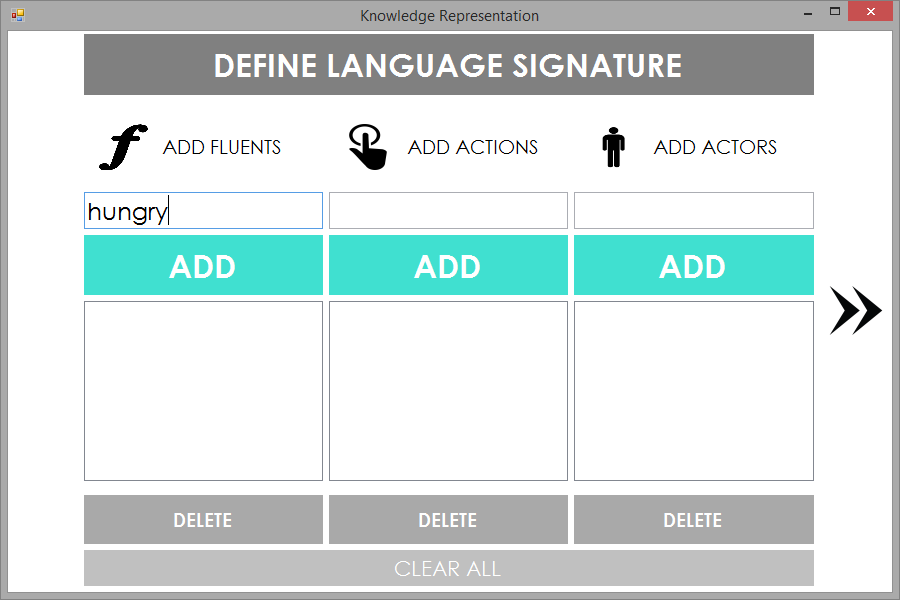 Knowledge Representation
DEFINE LANGUAGE SIGNATURE
ADD FLUENTS
ADD ACTIONS
ADD ACTORS
hungry
ADD
ADD
ADD
DELETE
DELETE
DELETE
CLEAR ALL